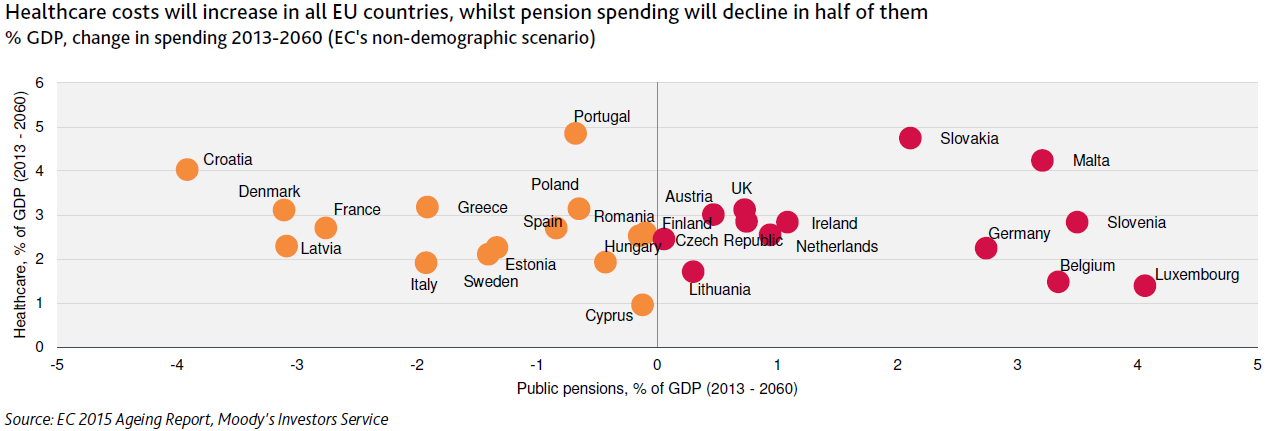 Healthcare costs will increase in all EU countries, whilst pension spending will decline in half of them
% GDP, change in spending 2013-2060 (EC's non-demographic scenario)
Healthcare, % of GDP (2013 - 2060)
6
5
4
3
2
1
0
Portugal
Slovakia
Croatia
Malta
Denmark
Poland
Austria
UK
France
Greece
Spain
Romania
Finland
Ireland
Slovenia
Latvia
Hungary
Czech Republic
Netherlands
Germany
Estonia
Belgium
Italy
Sweden
Lithuania
Luxembourg
Cyprus
-5
-4
-3
-2
-1
0
1
2
3
4
5
Public pensions, % of GDP (2013 - 2060)
Source: EC 2015 Ageing Report, Moody's Investors Service